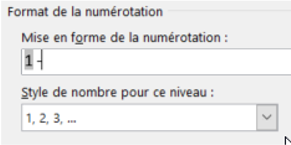 Format de la numérotation
Mise en forme de la numérotation :
1 -
Style de nombre pour ce niveau :
1, 2, 3, ...